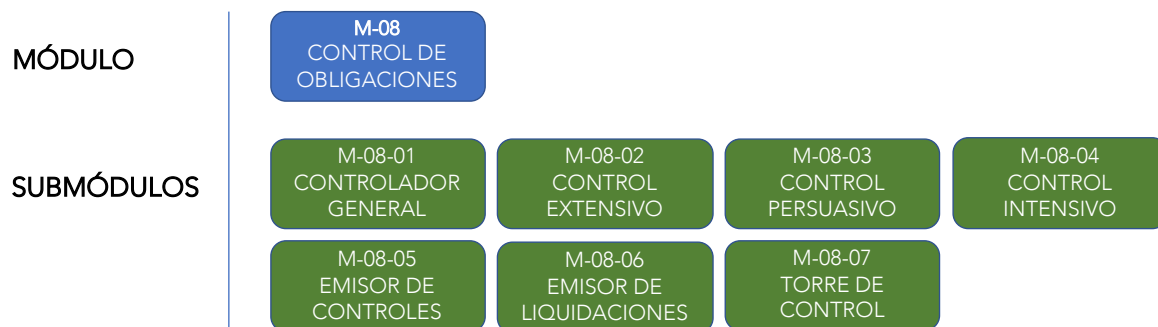 MÓDULO
M-08
CONTROL DE
OBLIGACIONES
SUBMÓDULOS
M-08-01
CONTROLADOR
GENERAL
M-08-02
CONTROL
EXTENSIVO
M-08-03
CONTROL
PERSUASIVO
M-08-04
CONTROL
INTENSIVO
M-08-05
EMISOR DE
CONTROLES
M-08-06
EMISOR DE
LIQUIDACIONES
M-08-07
TORRE DE
CONTROL